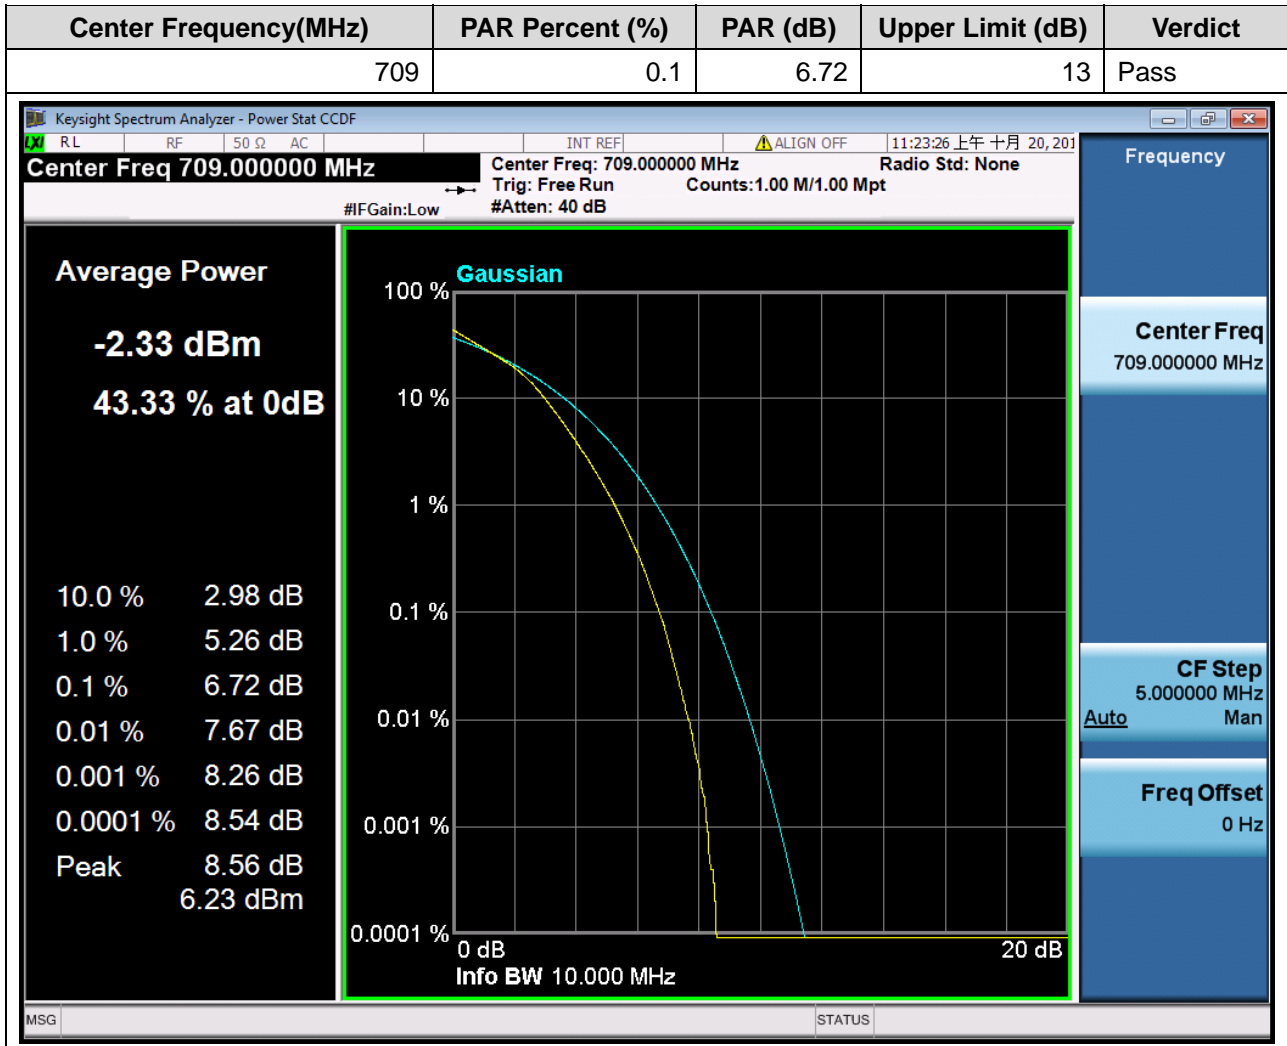 Center Frequency(MHz) PAR Percent (%) PAR (dB) Upper Limit (dB) Verdict
709 0.1 6.72 13 Pass
Keysight Spectrum Analyzer - Power Stat CCDF
LXI RL RF 50 Ω AC INT REF ALIGN OFF 11:23:26 上午 十月 20, 201
Center Freq 709.000000 MHz
Center Freq: 709.000000 MHz Radio Std: None
Trig: Free Run Counts:1.00 M/1.00 Mpt
#IFGain:Low #Atten: 40 dB
Frequency
Average Power
-2.33 dBm
43.33 % at 0dB
10.0 % 2.98 dB
1.0 % 5.26 dB
0.1 % 6.72 dB
0.01 % 7.67 dB
0.001 % 8.26 dB
0.0001 % 8.54 dB
Peak 8.56 dB
6.23 dBm
Gaussian
100 %
10 %
1 %
0.1 %
0.01 %
0.001 %
0.0001 %
0 dB 20 dB
Info BW 10.000 MHz
Center Freq
709.000000 MHz
CF Step
5.000000 MHz
Auto Man
Freq Offset
0 Hz
MSG STATUS